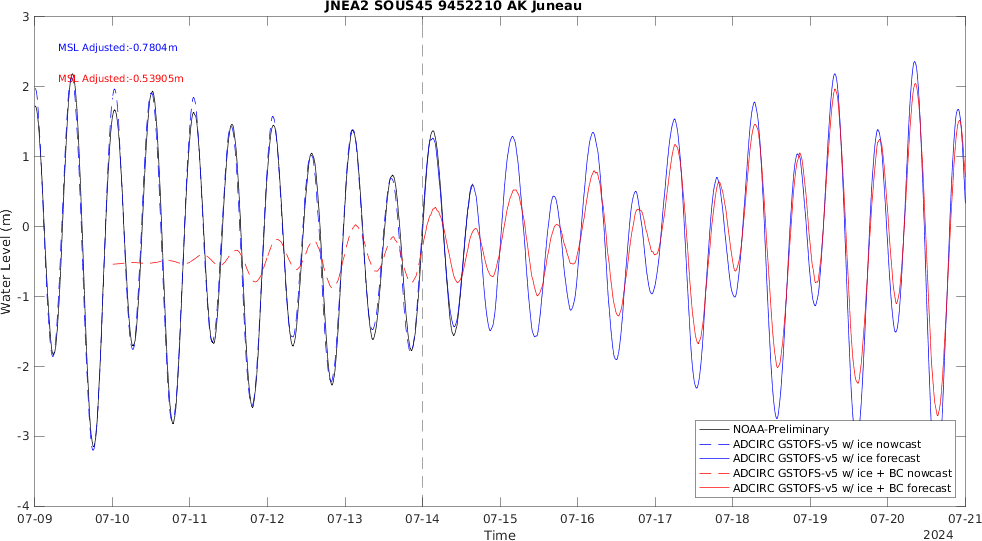 JNEA2 SOUS45 9452210 AK Juneau
MSL Adjusted:-0.7804m
MSL Adjusted:-0.53905m
3
2
1
0
-1
-2
-3
-4
Water Level (m)
07-09 07-10 07-11 07-12 07-13 07-14 07-15 07-16 07-17 07-18 07-19 07-20 07-21
Time
2024
NOAA-Preliminary
ADCIRC GSTOFS-v5 w/ ice nowcast
ADCIRC GSTOFS-v5 w/ ice forecast
ADCIRC GSTOFS-v5 w/ ice + BC nowcast
ADCIRC GSTOFS-v5 w/ ice + BC forecast